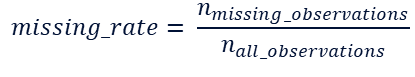 missing_rate = n_missing_observations / n_all_observations